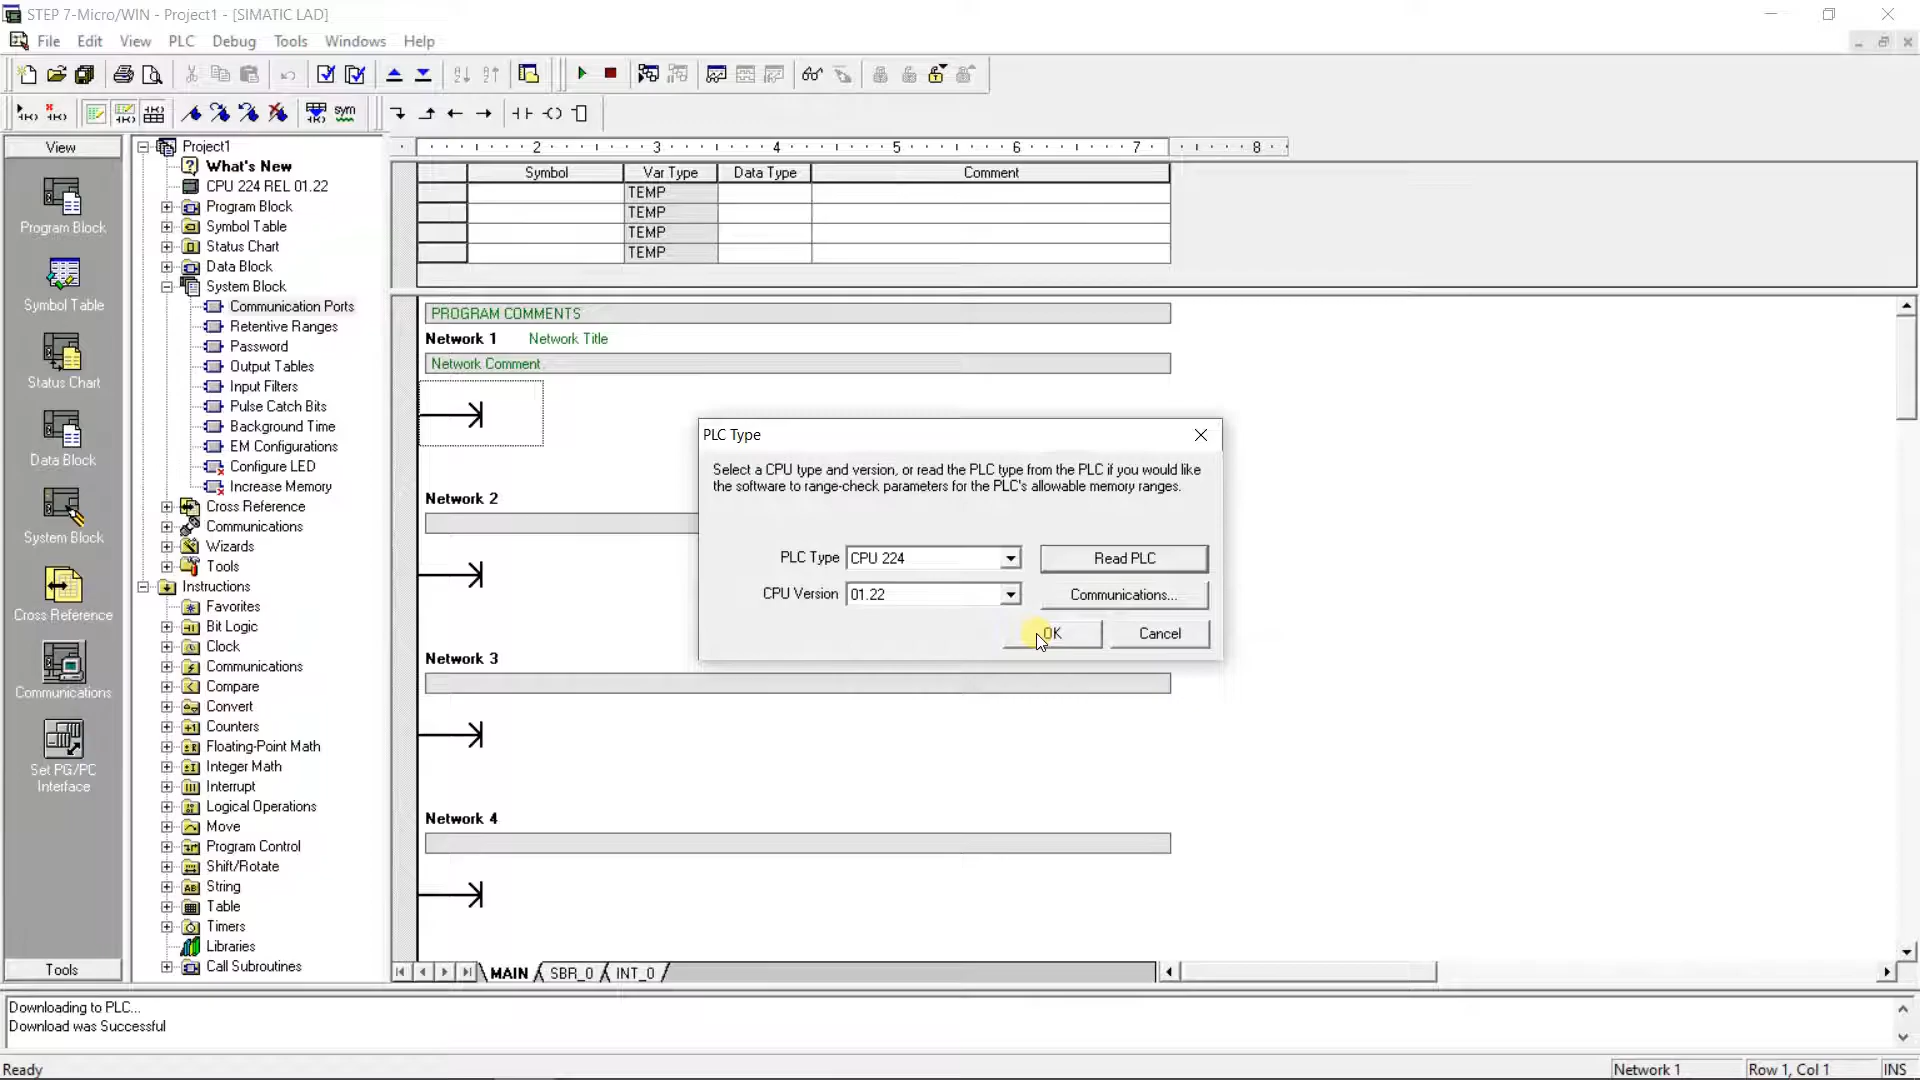 STEP 7-Micro/WIN - Project1 - [SIMATIC LAD]
File Edit View PLC Debug Tools Windows Help
sym
View
Program Block
Symbol Table
Status Chart
Data Block
System Block
Cross Reference
Communications
Set PG/PC
Interface
Tools
Project1
What's New
CPU 224 REL 01.22
Program Block
Symbol Table
Status Chart
Data Block
System Block
Communication Ports
Retentive Ranges
Password
Output Tables
Input Filters
Pulse Catch Bits
Background Time
EM Configurations
Configure LED
Increase Memory
Cross Reference
Communications
Wizards
Tools
Instructions
Favorites
Bit Logic
Clock
Communications
Compare
Convert
Counters
Floating-Point Math
Integer Math
Interrupt
Logical Operations
Move
Program Control
Shift/Rotate
String
Table
Timers
Libraries
Call Subroutines
2 3 4 5 6 7 8
Symbol Var Type Data Type Comment
TEMP
TEMP
TEMP
TEMP
PROGRAM COMMENTS
Network 1 Network Title
Network Comment
Network 2
Network 3
Network 4
PLC Type
Select a CPU type and version, or read the PLC type from the PLC if you would like
the software to range-check parameters for the PLC's allowable memory ranges.
PLC Type CPU 224 Read PLC
CPU Version 01.22 Communications...
OK Cancel
MAIN SBR_0 INT_0
Downloading to PLC...
Download was Successful
Ready Network 1 Row 1, Col 1 INS